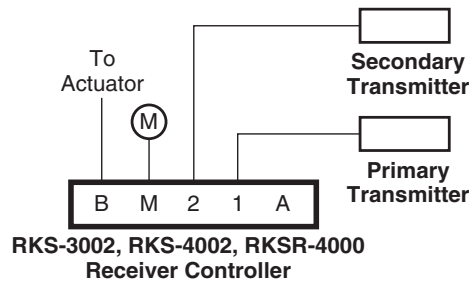 To
Actuator
M
Secondary
Transmitter
Primary
Transmitter
B M 2 1 A
RKS-3002, RKS-4002, RKSR-4000
Receiver Controller